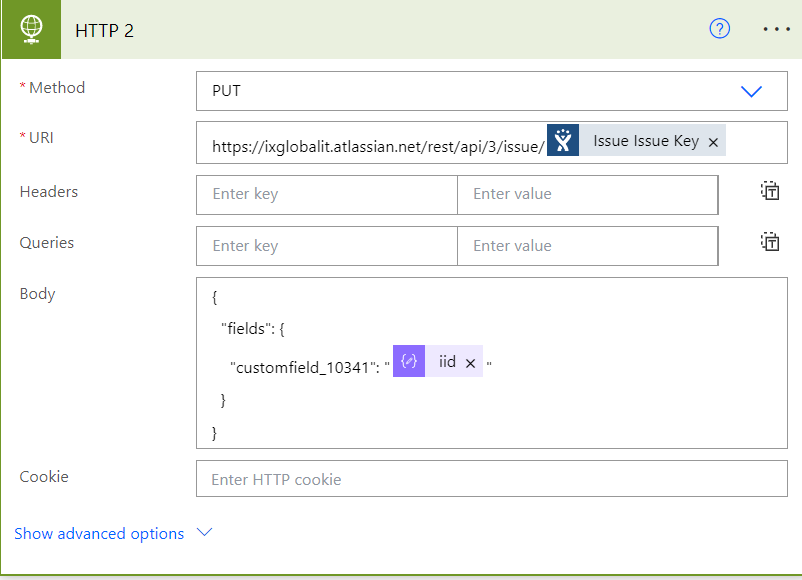 HTTP 2
?
* Method
PUT
* URI
https://ixglobalit.atlassian.net/rest/api/3/issue/ Issue Issue Key ×
Headers
Enter key Enter value
T
Queries
Enter key Enter value
T
Body
{
"fields": {
"customfield_10341": " iid × "
}
}
Cookie
Enter HTTP cookie
Show advanced options